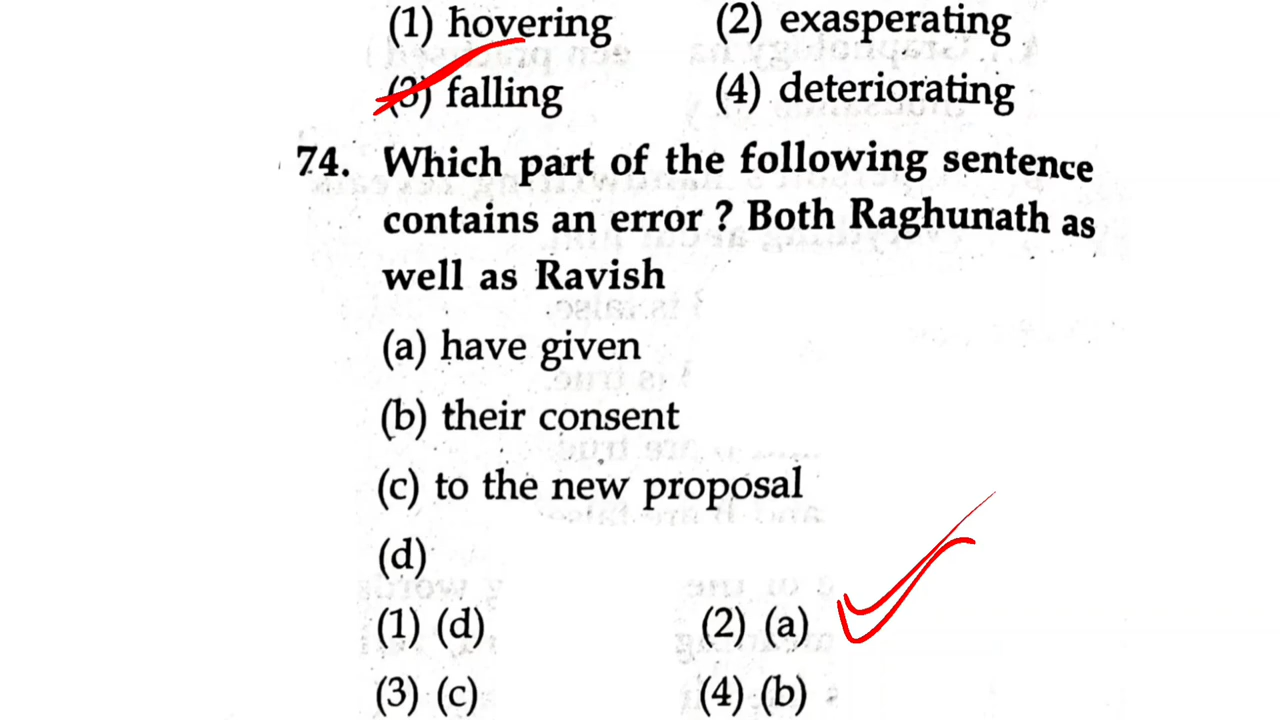 (1) hovering (2) exasperating
(3) falling (4) deteriorating
74. Which part of the following sentence
contains an error ? Both Raghunath as
well as Ravish
(a) have given
(b) their consent
(c) to the new proposal
(d)
(1) (d) (2) (a)
(3) (c) (4) (b)